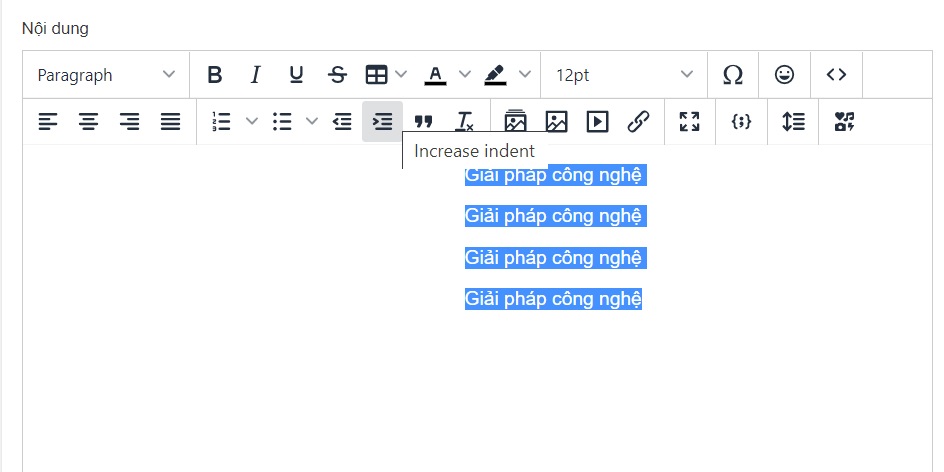 Nội dung
Paragraph
B I U S A 12pt Ω
Increase indent
Giải pháp công nghệ
Giải pháp công nghệ
Giải pháp công nghệ
Giải pháp công nghệ